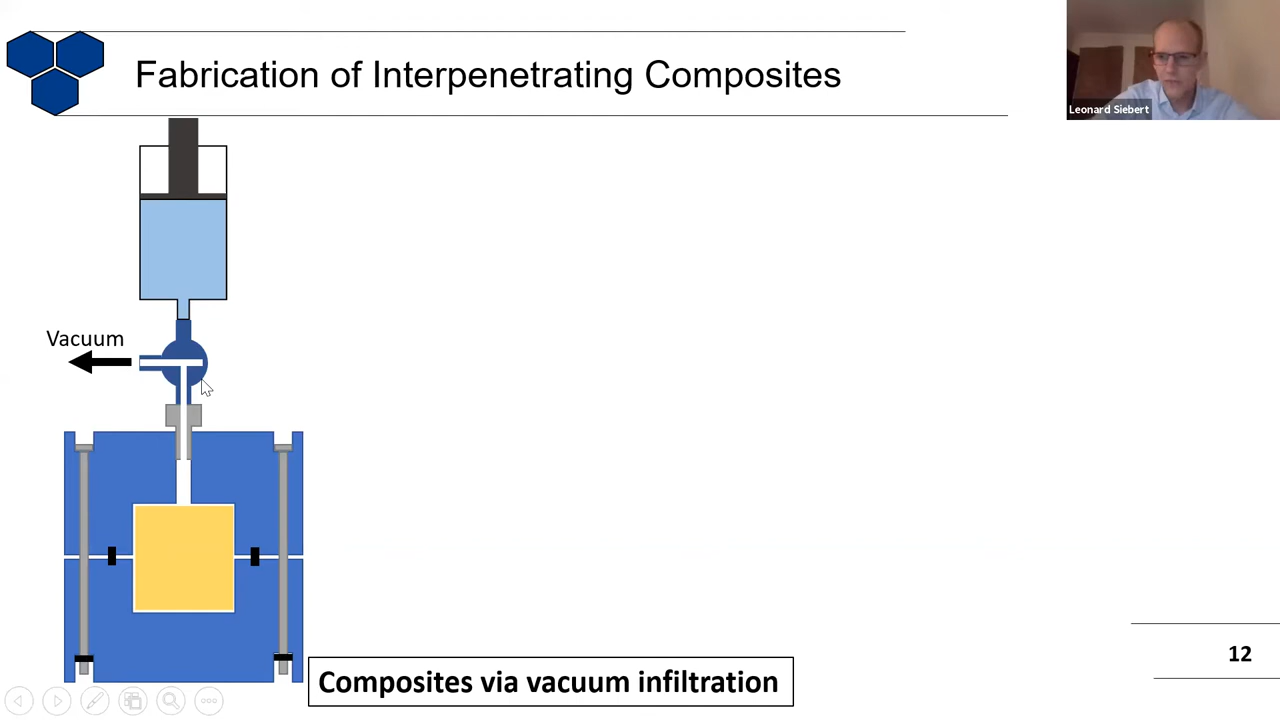 Fabrication of Interpenetrating Composites
Leonard Siebert
Vacuum
12
Composites via vacuum infiltration